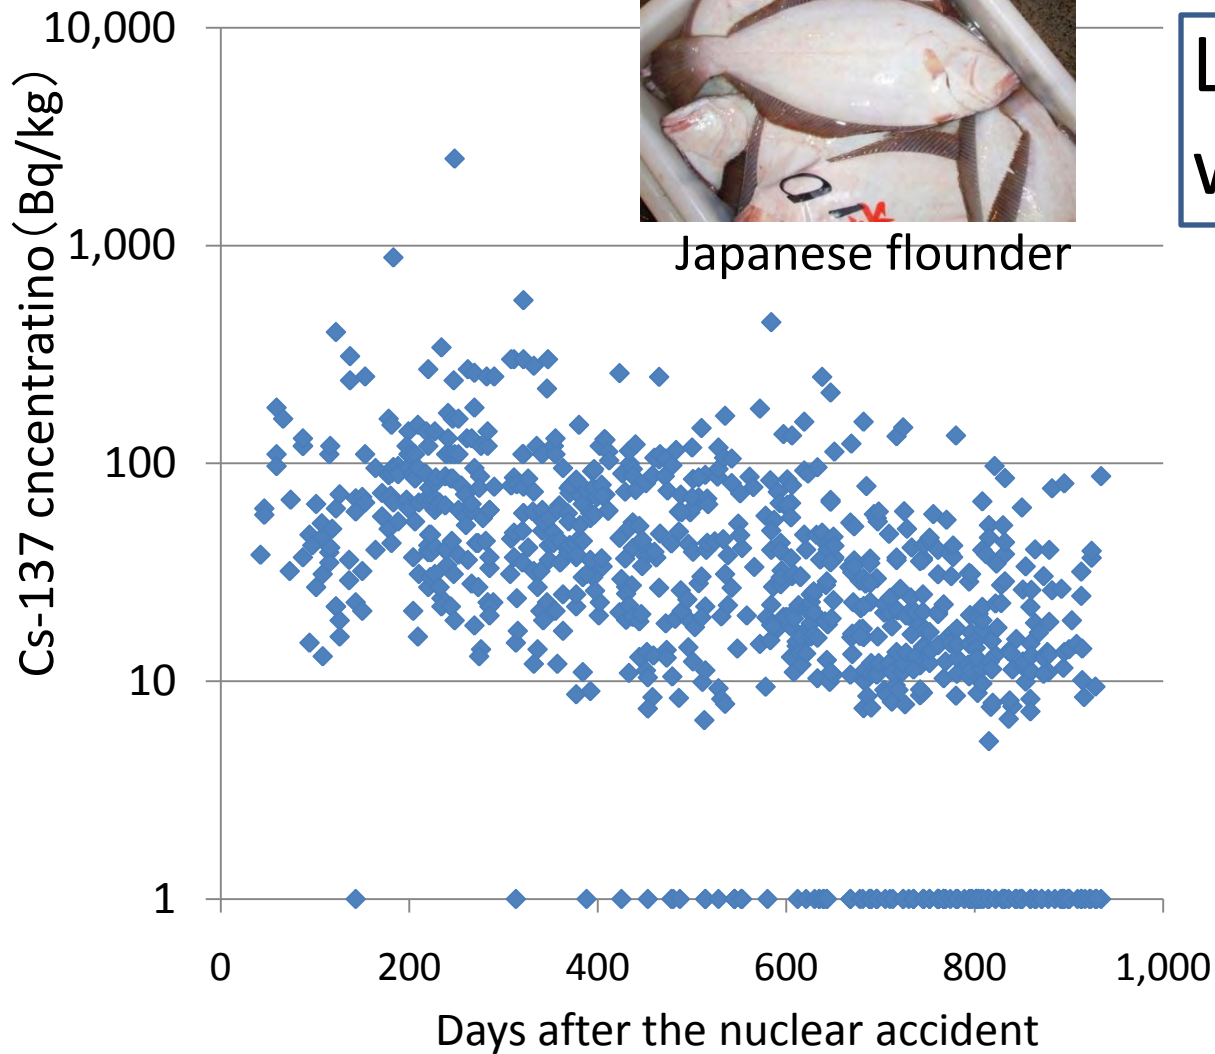 10,000
1,000
100
10
1
Cs-137 cncentratino(Bq/kg)
Japanese flounder
0 200 400 600 800 1,000
Days after the nuclear accident